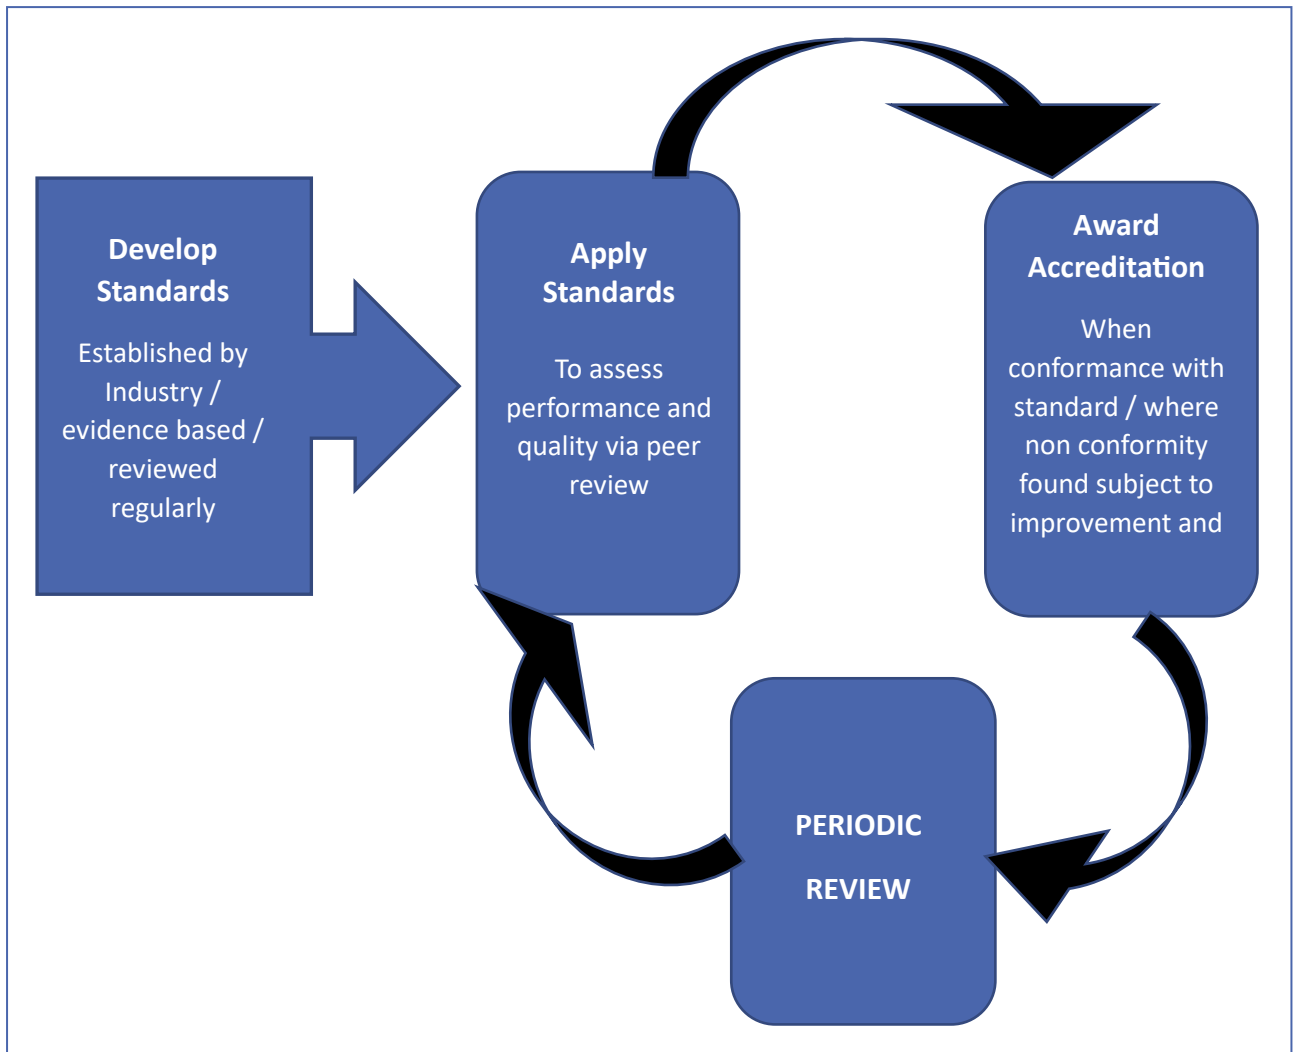 Develop
Standards
Established by
Industry /
evidence based /
reviewed
regularly
Apply
Standards
To assess
performance and
quality via peer
review
Award
Accreditation
When
conformance with
standard / where
non conformity
found subject to
improvement and
PERIODIC
REVIEW